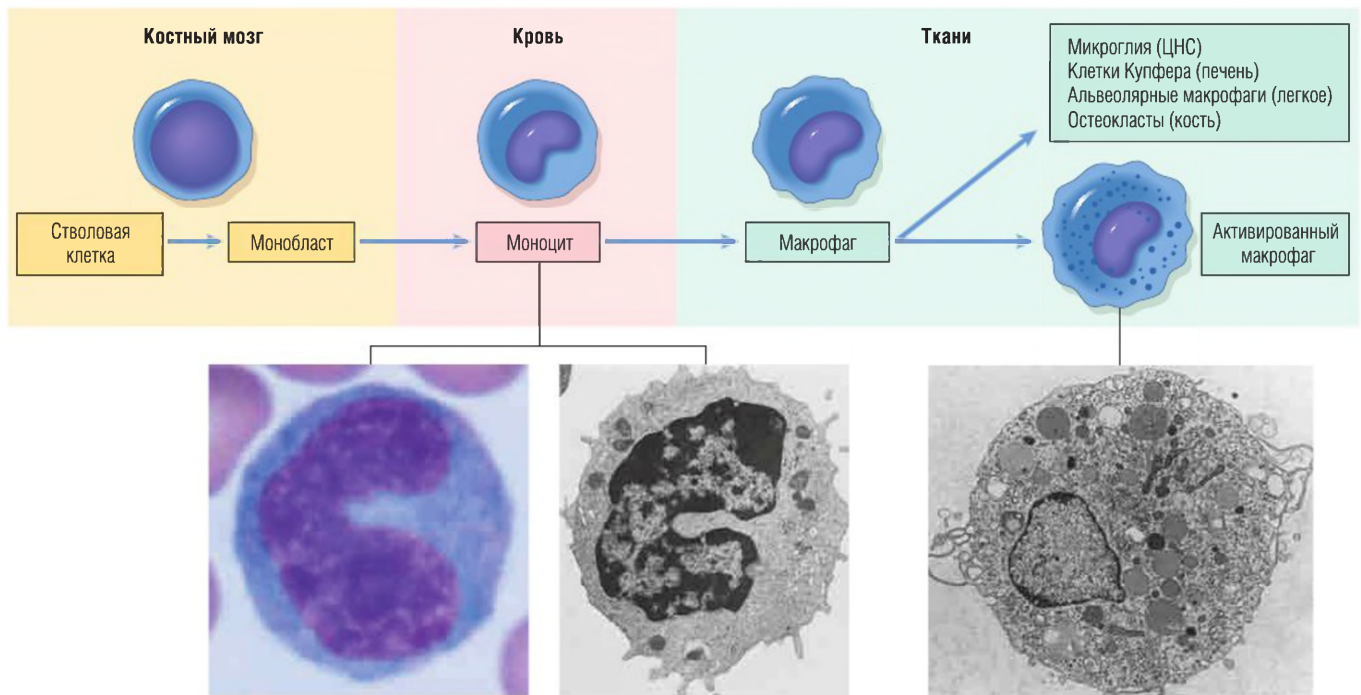 Костный мозг
Кровь
Ткани
Микроглия (ЦНС)
Клетки Купфера (печень)
Альвеолярные макрофаги (легкое)
Остеокласты (кость)
Стволовая
клетка
Монобласт
Моноцит
Макрофаг
Активированный
макрофаг